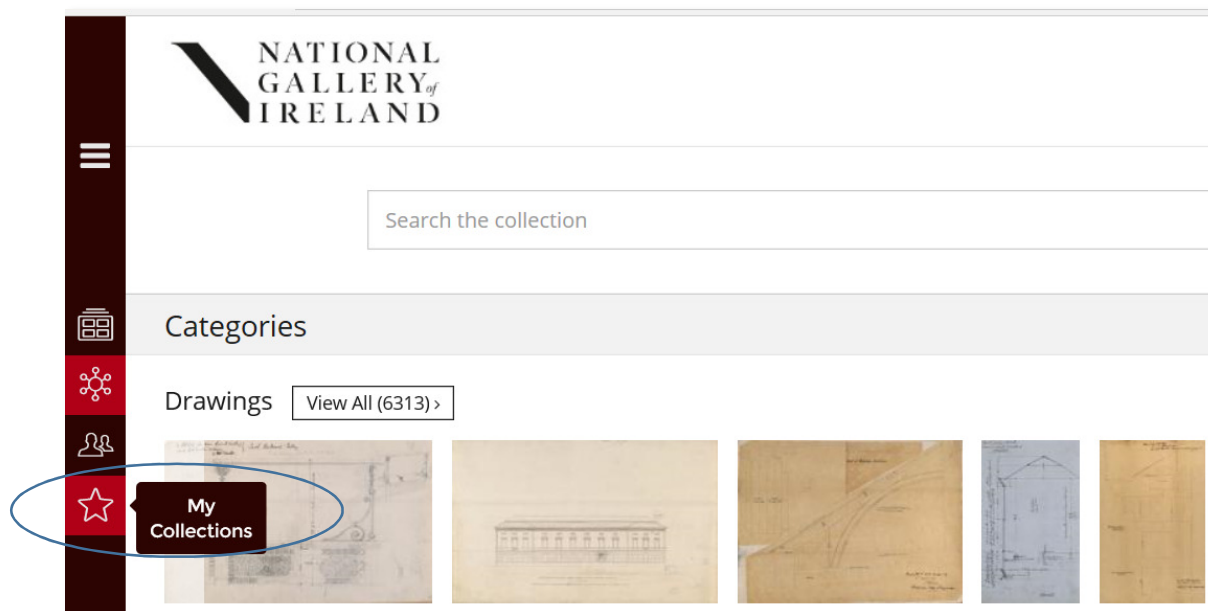 NATIONAL
GALLERY of
IRELAND
Search the collection
Categories
Drawings View All (6313) ›
My
Collections